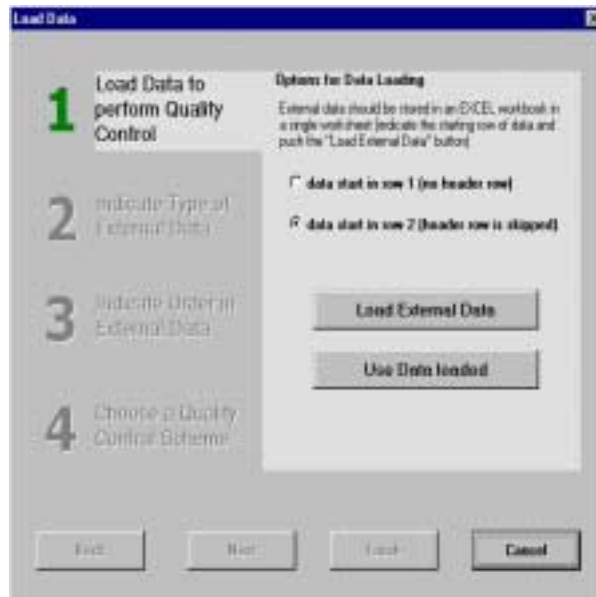 Load Data
1
Load Data to
perform Quality
Control
Options for Data Loading
External data should be stored in an EXCEL workbook in
a single worksheet (indicate the starting row of data and
push the "Load External Data" button)
data start in row 1 (no header row)
data start in row 2 (header row is skipped)
2
Indicate Type of
External Data
3
Indicate Order of
External Data
4
Choose a Quality
Control Scheme
Load External Data
Use Data loaded
Next
Cancel